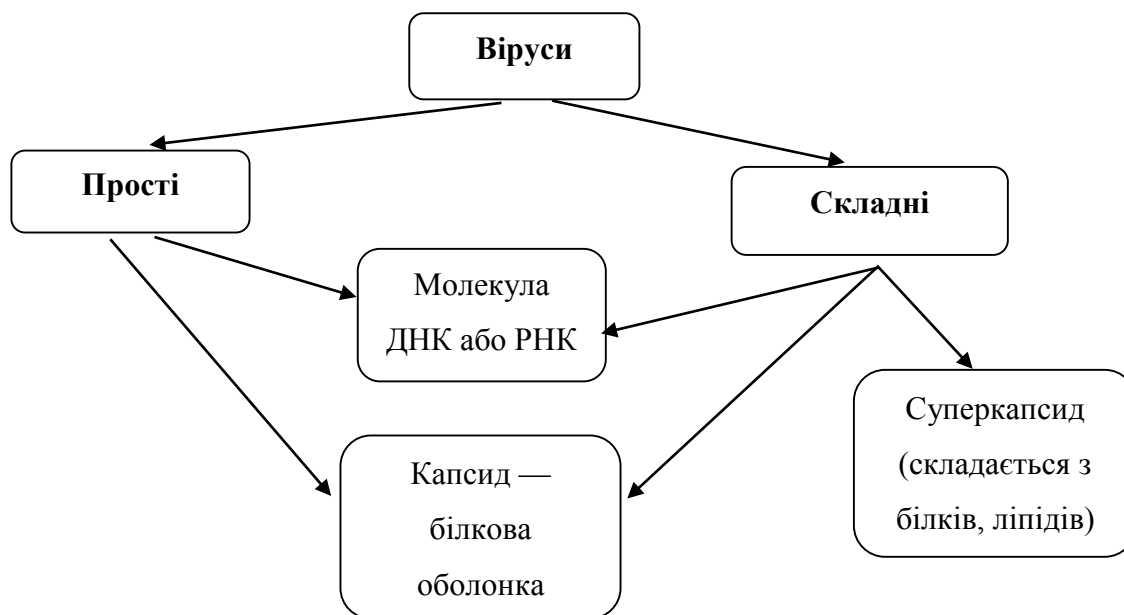 Віруси
Прості
Складні
Молекула
ДНК або РНК
Суперкапсид
(складається з
білків, ліпідів)
Капсид —
білкова
оболонка